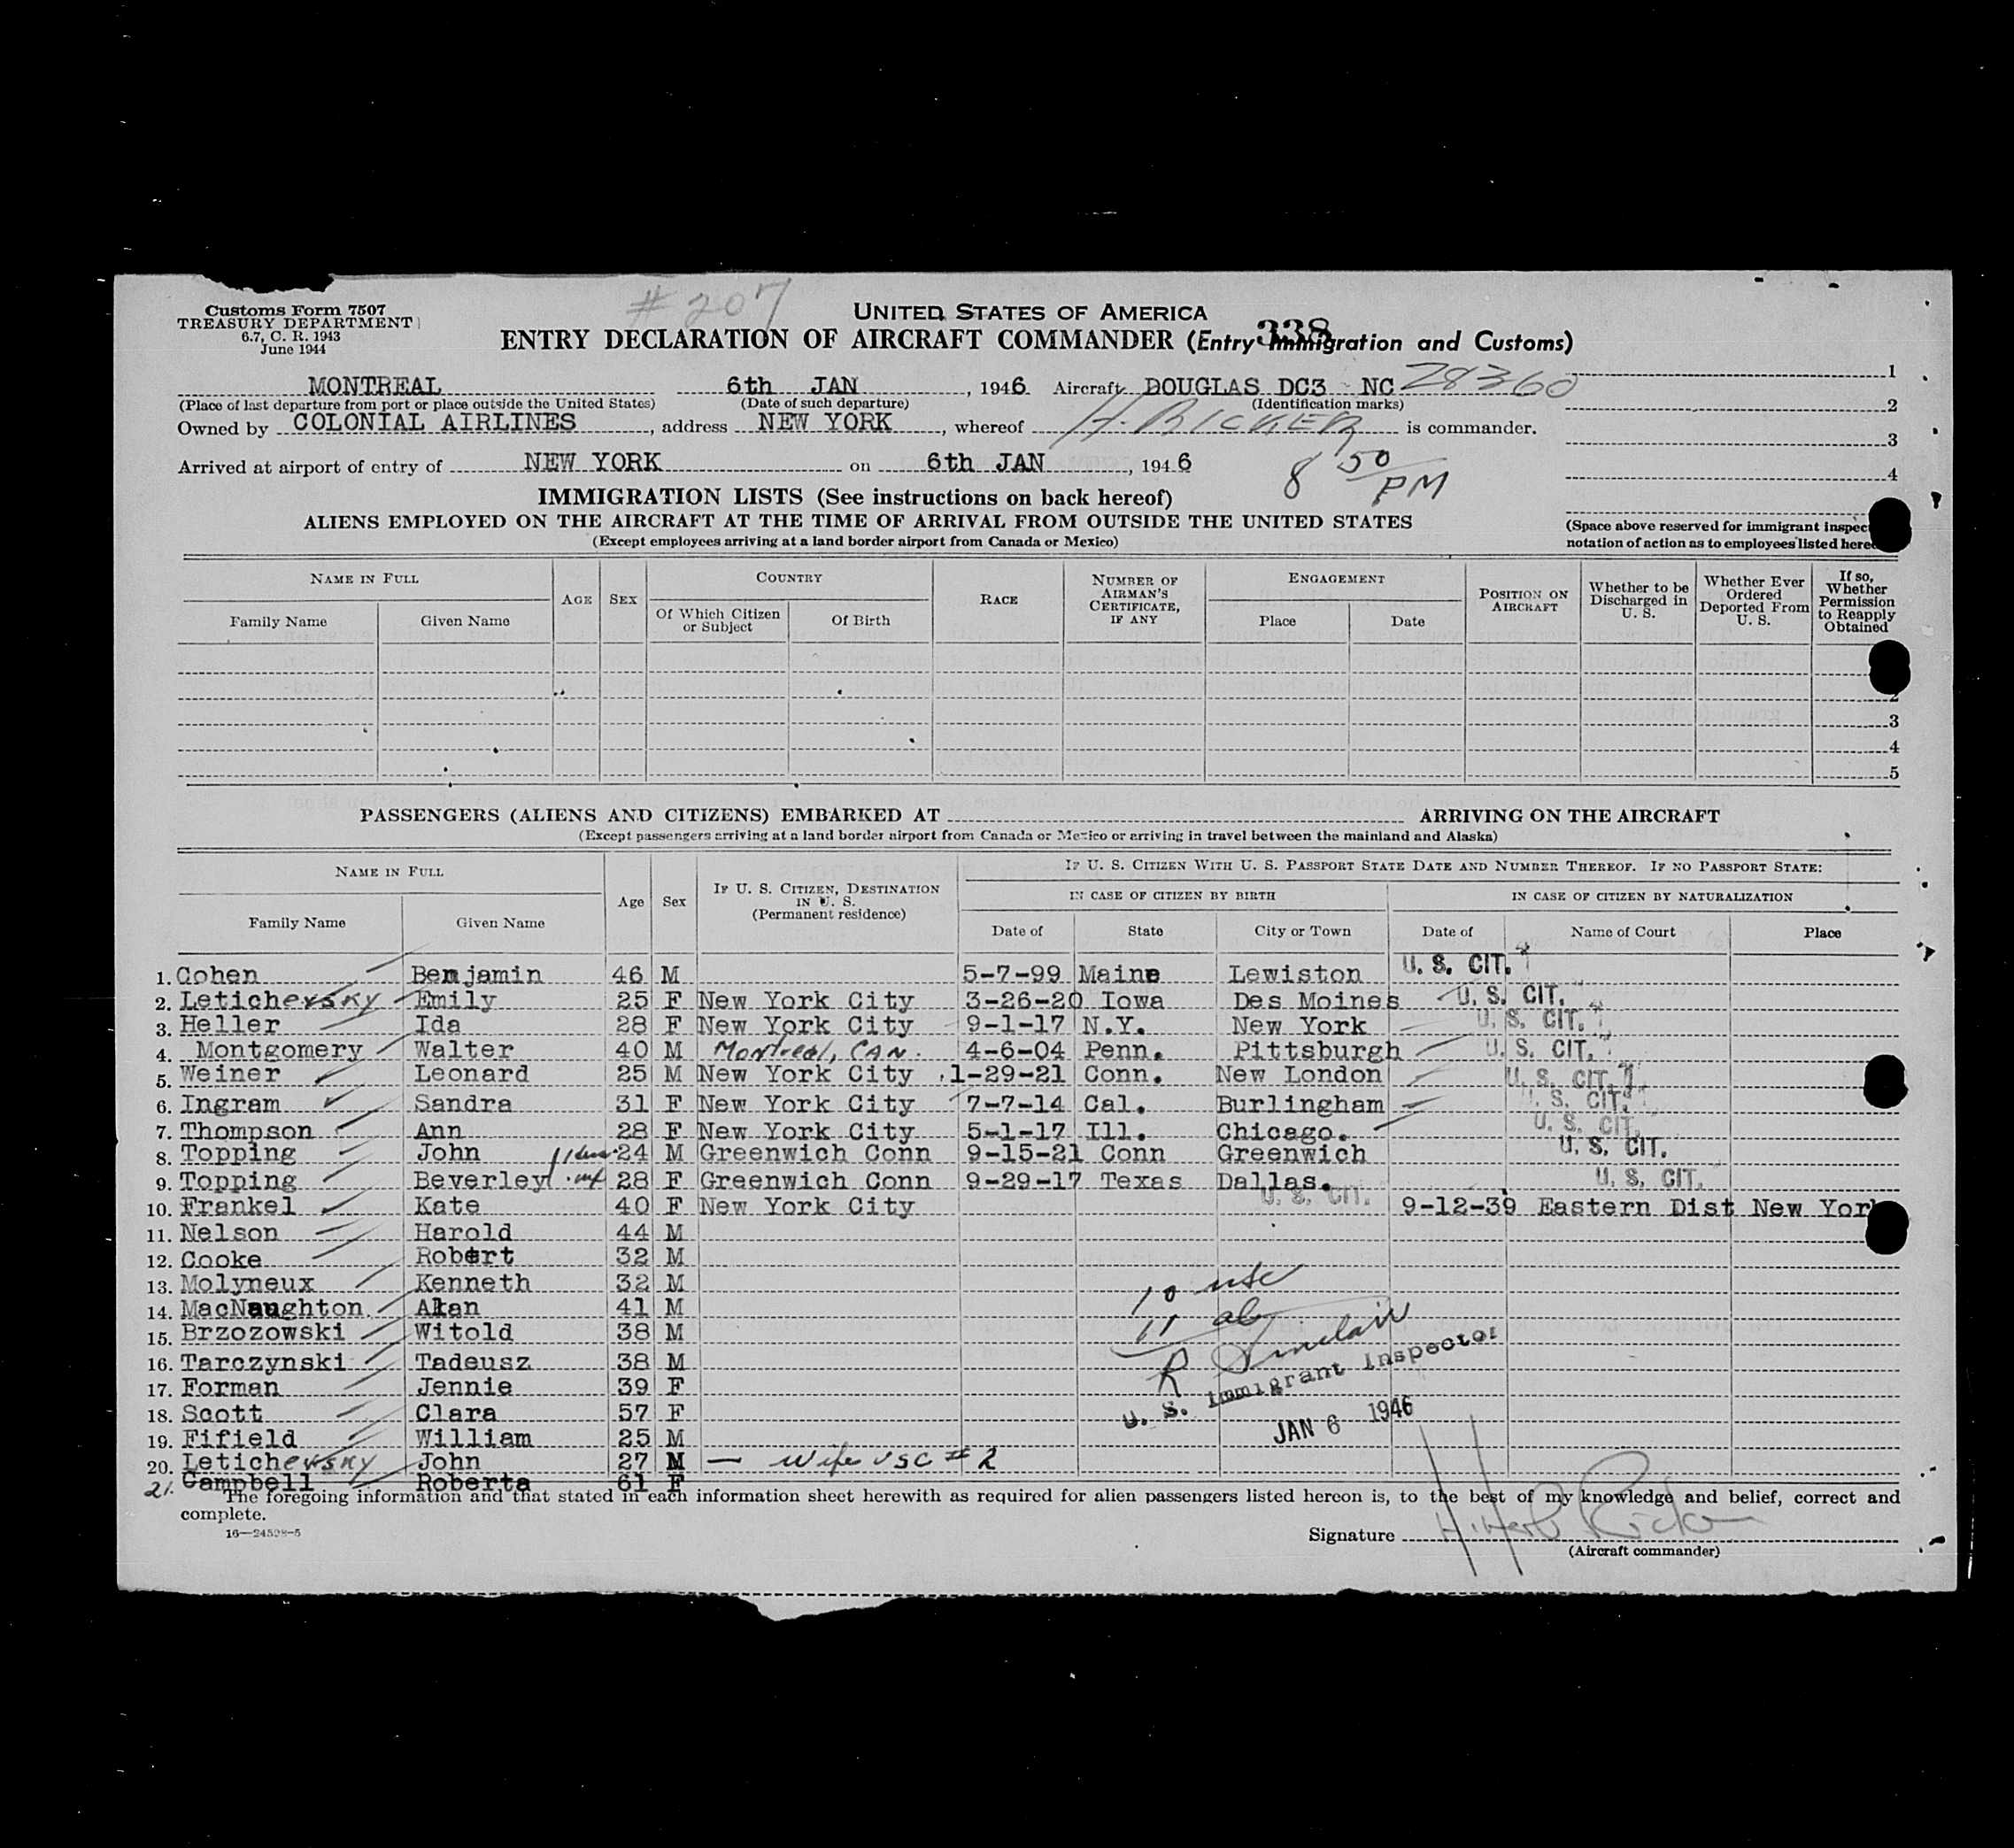 # 207
Customs Form 7507
TREASURY DEPARTMENT
6.7, C. R. 1943
June 1944
UNITED STATES OF AMERICA
338
ENTRY DECLARATION OF AIRCRAFT COMMANDER (Entry Immigration and Customs)
MONTREAL 6th JAN , 1946 Aircraft DOUGLAS DC3 NC 28360 1
(Place of last departure from port or place outside the United States) (Date of such departure) (Identification marks) 2
Owned by COLONIAL AIRLINES , address NEW YORK , whereof H. RICKER is commander.
3
Arrived at airport of entry of NEW YORK on 6th JAN , 1946 8 50 PM
4
IMMIGRATION LISTS (See instructions on back hereof)
ALIENS EMPLOYED ON THE AIRCRAFT AT THE TIME OF ARRIVAL FROM OUTSIDE THE UNITED STATES
(Except employees arriving at a land border airport from Canada or Mexico)
(Space above reserved for immigrant inspec
notation of action as to employees listed here
NAME IN FULL AGE SEX COUNTRY RACE NUMBER OF AIRMAN'S CERTIFICATE, IF ANY ENGAGEMENT POSITION ON AIRCRAFT Whether to be Discharged in U. S. Whether Ever Ordered Deported From U. S. If so, Whether Permission to Reapply Obtained
Family Name Given Name Of Which Citizen or Subject Of Birth Place Date
2
3
4
5
PASSENGERS (ALIENS AND CITIZENS) EMBARKED AT ARRIVING ON THE AIRCRAFT
(Except passengers arriving at a land border airport from Canada or Mexico or arriving in travel between the mainland and Alaska)
NAME IN FULL Age Sex IF U. S. CITIZEN, DESTINATION IN U. S. (Permanent residence) IF U. S. CITIZEN WITH U. S. PASSPORT STATE DATE AND NUMBER THEREOF. IF NO PASSPORT STATE:
IN CASE OF CITIZEN BY BIRTH IN CASE OF CITIZEN BY NATURALIZATION
Family Name Given Name Date of State City or Town Date of Name of Court Place
1. Cohen Benjamin 46 M 5-7-99 Maine Lewiston U. S. CIT.
2. Letichevsky Emily 25 F New York City 3-26-20 Iowa Des Moines U. S. CIT.
3. Heller Ida 28 F New York City 9-1-17 N.Y. New York U. S. CIT.
4. Montgomery Walter 40 M Montreal, CAN. 4-6-04 Penn. Pittsburgh U. S. CIT.
5. Weiner Leonard 25 M New York City 1-29-21 Conn. New London U. S. CIT.
6. Ingram Sandra 31 F New York City 7-7-14 Cal. Burlingham U. S. CIT.
7. Thompson Ann 28 F New York City 5-1-17 Ill. Chicago. U. S. CIT.
8. Topping John 24 M Greenwich Conn 9-15-21 Conn Greenwich U. S. CIT.
9. Topping Beverley 28 F Greenwich Conn 9-29-17 Texas Dallas. U. S. CIT.
10. Frankel Kate 40 F New York City U. S. CIT. 9-12-39 Eastern Dist New York
11. Nelson Harold 44 M
12. Cooke Robert 32 M
13. Molyneux Kenneth 32 M
14. MacNaughton Alan 41 M
15. Brzozowski Witold 38 M
16. Tarczynski Tadeusz 38 M
17. Forman Jennie 39 F
18. Scott Clara 57 F
19. Fifield William 25 M
20. Letichevsky John 27 M — Wife USC # 2
21. Campbell Roberta 61 F
10 usc
11 al
R Sinclair
U. S. Immigrant Inspector
JAN 6 1946
The foregoing information and that stated in each information sheet herewith as required for alien passengers listed hereon is, to the best of my knowledge and belief, correct and
complete.
16—24598-5
Signature
(Aircraft commander)